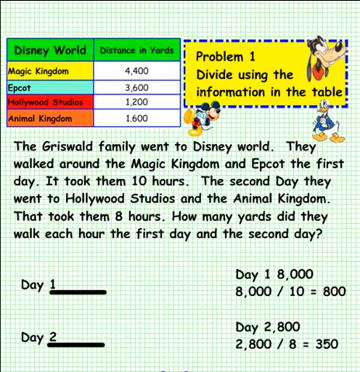 Disney World Distance in Yards
Magic Kingdom 4,400
Epcot 3,600
Hollywood Studios 1,200
Animal Kingdom 1.600
Problem 1
Divide using the
information in the table
The Griswald family went to Disney world. They
walked around the Magic Kingdom and Epcot the first
day. It took them 10 hours. The second Day they
went to Hollywood Studios and the Animal Kingdom.
That took them 8 hours. How many yards did they
walk each hour the first day and the second day?
Day 1
Day 1 8,000
8,000 / 10 = 800
Day 2
Day 2,800
2,800 / 8 = 350